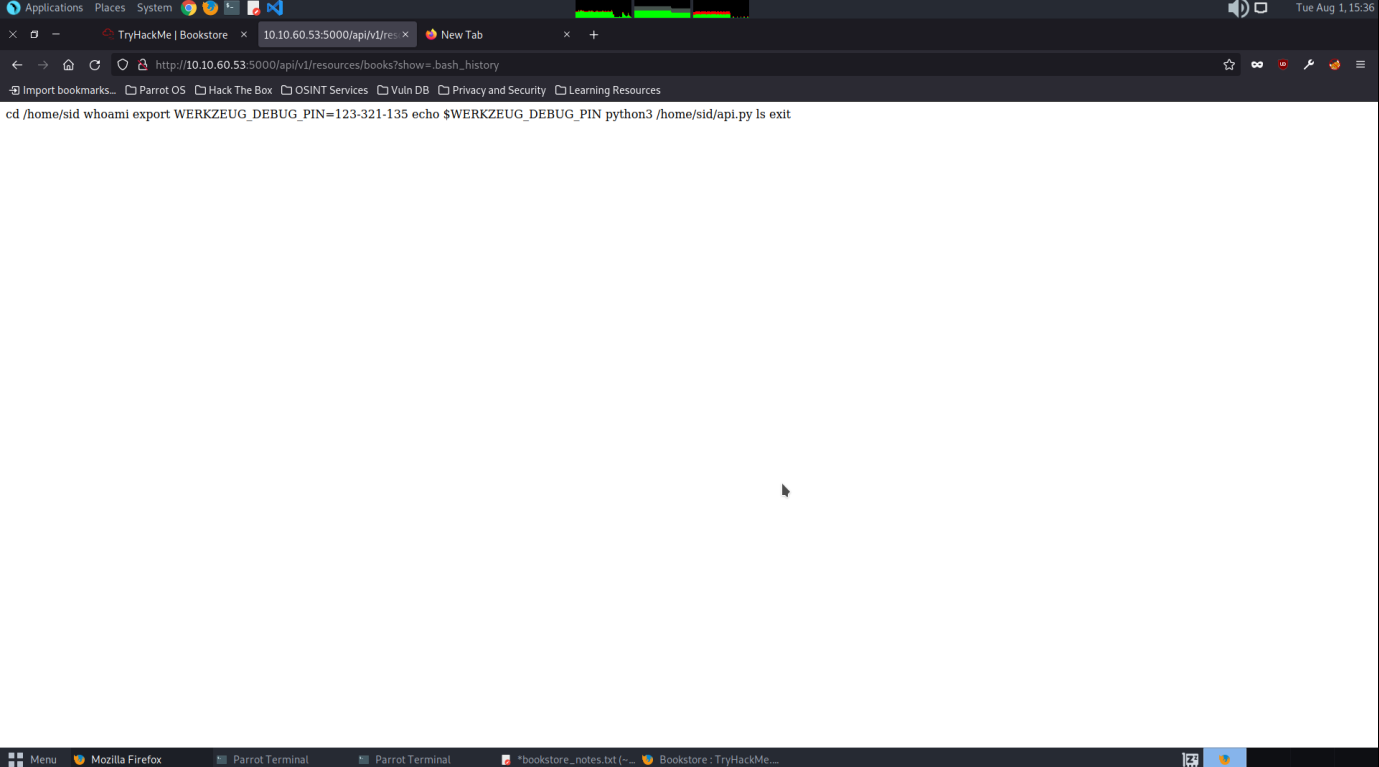 Applications Places System Tue Aug 1, 15:36
TryHackMe | Bookstore × 10.10.60.53:5000/api/v1/res × New Tab × +
http://10.10.60.53:5000/api/v1/resources/books?show=.bash_history
Import bookmarks... Parrot OS Hack The Box OSINT Services Vuln DB Privacy and Security Learning Resources
cd /home/sid whoami export WERKZEUG_DEBUG_PIN=123-321-135 echo $WERKZEUG_DEBUG_PIN python3 /home/sid/api.py ls exit
Menu Mozilla Firefox Parrot Terminal Parrot Terminal *bookstore_notes.txt (~... Bookstore : TryHackMe....